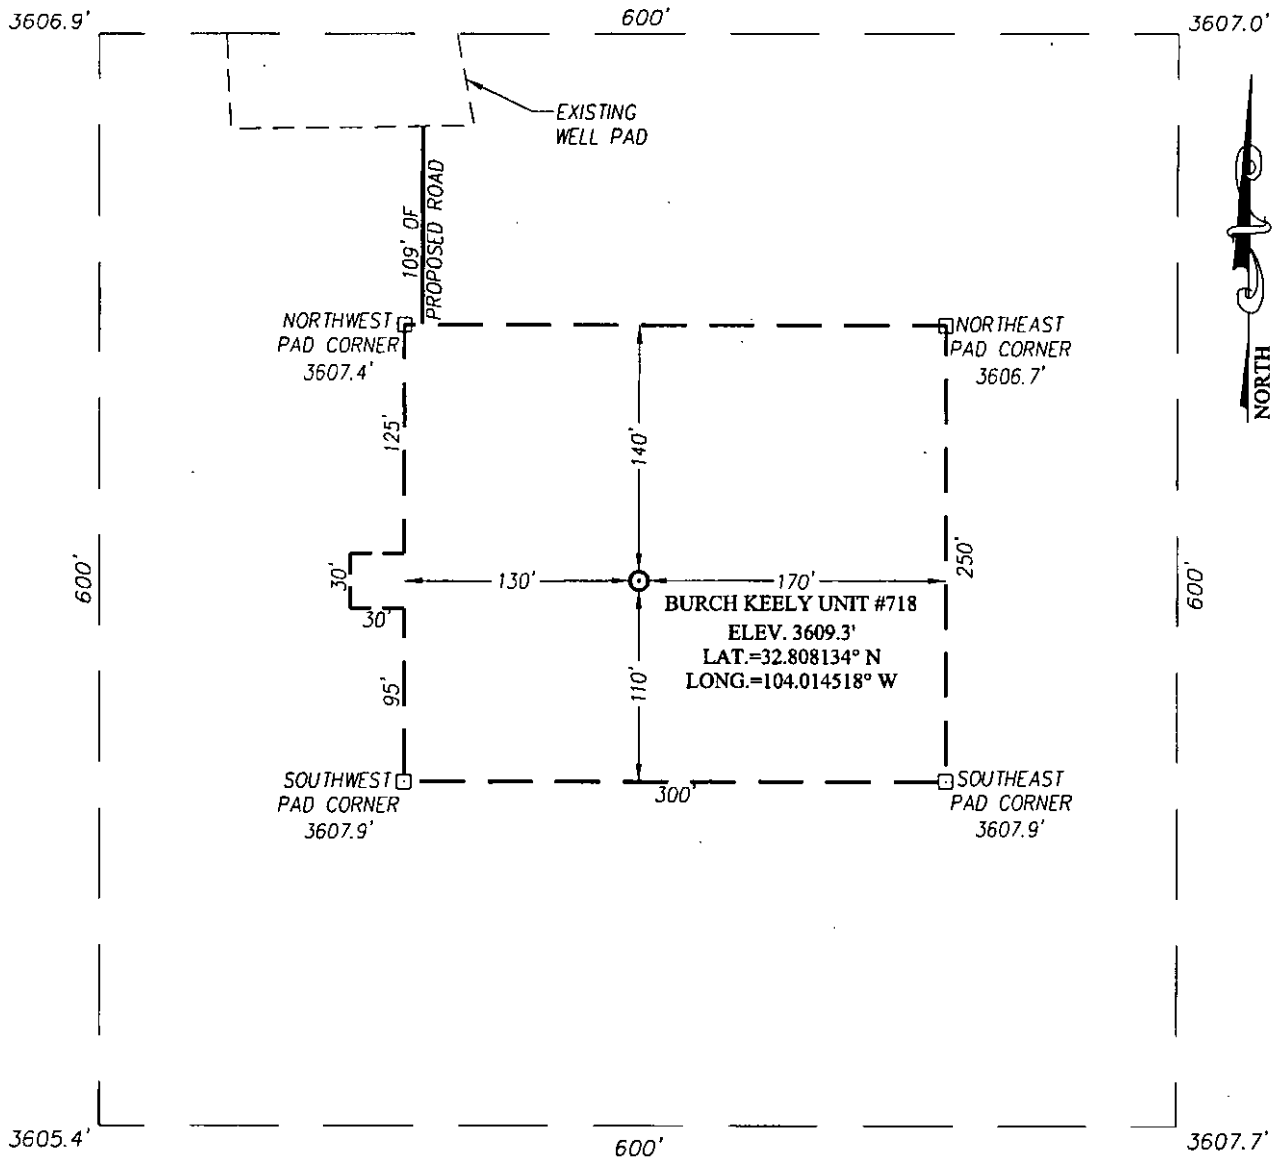 3606.9'
600'
3607.0'
EXISTING
WELL PAD
109' OF
PROPOSED ROAD
NORTH
NORTHWEST
PAD CORNER
3607.4'
NORTHEAST
PAD CORNER
3606.7'
125'
140'
600'
30'
30'
130'
170'
250'
600'
BURCH KEELY UNIT #718
ELEV. 3609.3'
LAT.=32.808134° N
LONG.=104.014518° W
95'
110'
SOUTHWEST
PAD CORNER
3607.9'
300'
SOUTHEAST
PAD CORNER
3607.9'
3605.4'
600'
3607.7'